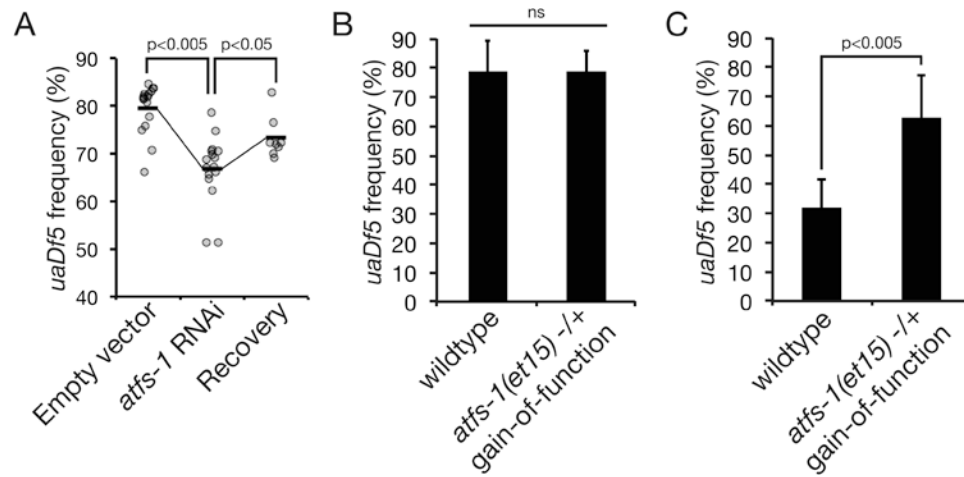 A
p<0.005 p<0.05
uaDf5 frequency (%)
90
80
70
60
50
40
Empty vector
atfs-1 RNAi
Recovery
B
ns
uaDf5 frequency (%)
90
80
70
60
50
40
30
20
10
0
wildtype
atfs-1(et15) -/+
gain-of-function
C
p<0.005
uaDf5 frequency (%)
90
80
70
60
50
40
30
20
10
0
wildtype
atfs-1(et15) -/+
gain-of-function